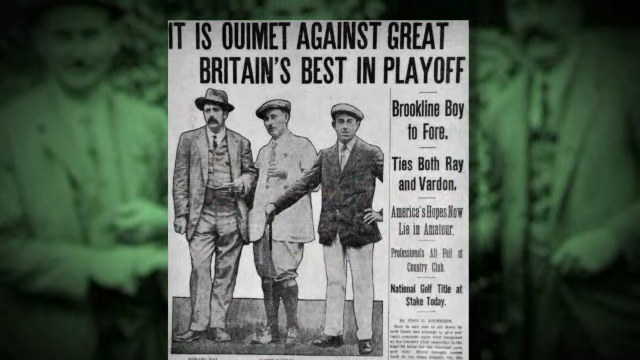 IT IS OUIMET AGAINST GREAT
BRITAIN'S BEST IN PLAYOFF
Brookline Boy
to Fore.
Ties Both Ray
and Vardon.
America's Hopes Now
Lie in Amateur.
Professionals All Fail at
Country Club.
National Golf Title at
Stake Today.